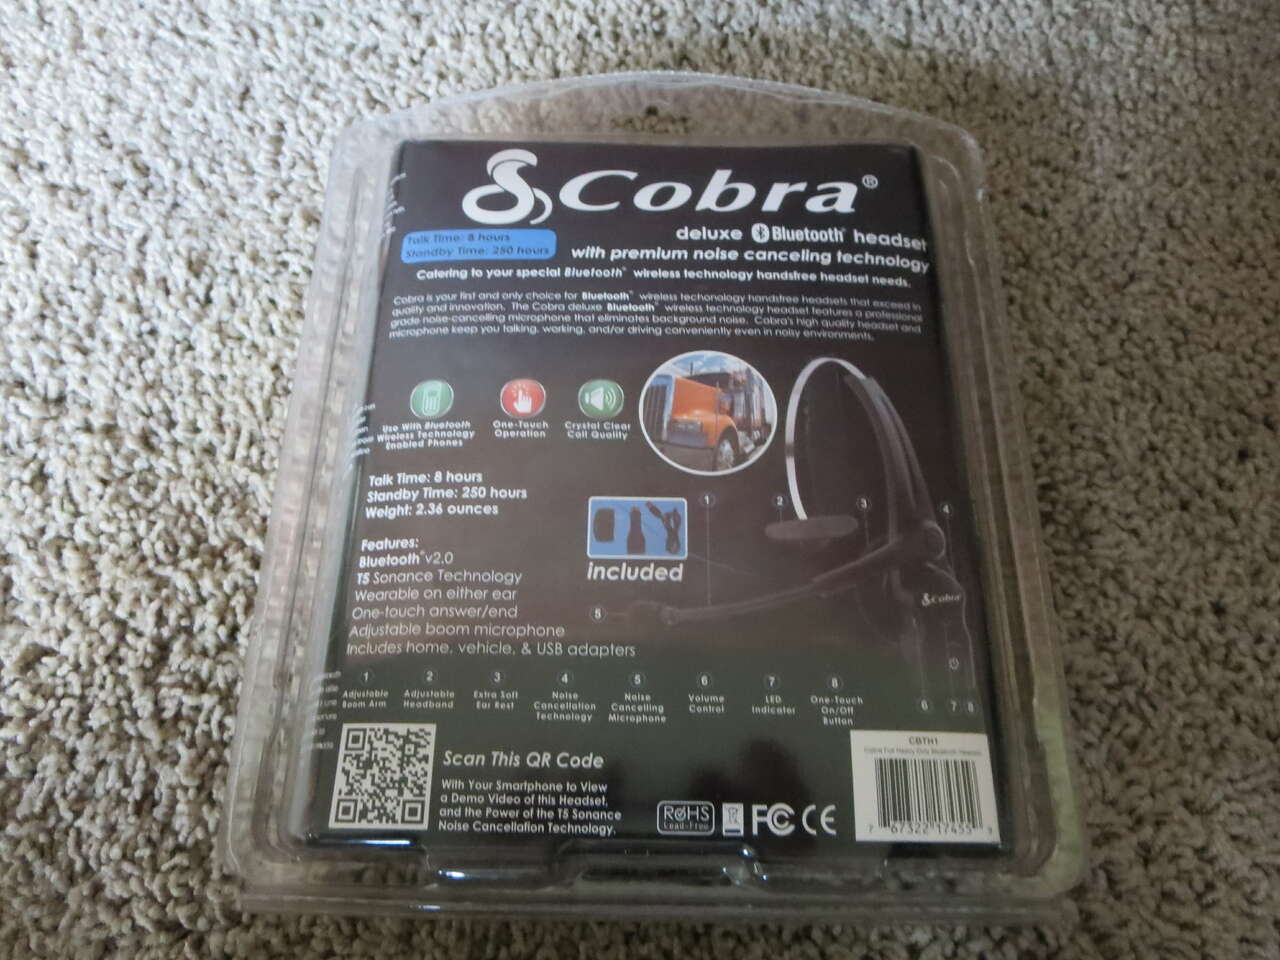 Cobra®
deluxe Bluetooth® headset
Talk Time: 8 hours
Standby Time: 250 hours
with premium noise canceling technology
Catering to your special Bluetooth® wireless technology handsfree headset needs.
Cobra is your first and only choice for Bluetooth® wireless techonology handsfree headsets that exceed in
quality and innovation. The Cobra deluxe Bluetooth® wireless technology headset features a professional
grade noise-cancelling microphone that eliminates background noise. Cobra's high quality headset and
microphone keep you talking, working, and/or driving conveniently even in noisy environments.
Use With Bluetooth
Wireless Technology
Enabled Phones
One-Touch
Operation
Crystal Clear
Call Quality
Talk Time: 8 hours
Standby Time: 250 hours
Weight: 2.36 ounces
1
2
3
4
included
5
Cobra
6
7
8
Features:
Bluetooth® v2.0
T5 Sonance Technology
Wearable on either ear
One-touch answer/end
Adjustable boom microphone
Includes home, vehicle, & USB adapters
1
Adjustable
Boom Arm
2
Adjustable
Headband
3
Extra Soft
Ear Rest
4
Noise
Cancellation
Technology
5
Noise
Cancelling
Microphone
6
Volume
Control
7
LED
Indicator
8
One-Touch
On/Off
Button
Scan This QR Code
With Your Smartphone to View
a Demo Video of this Headset,
and the Power of the T5 Sonance
Noise Cancellation Technology.
RoHS
Lead-Free
FC CE
CBTH1
7 67322 17455 3